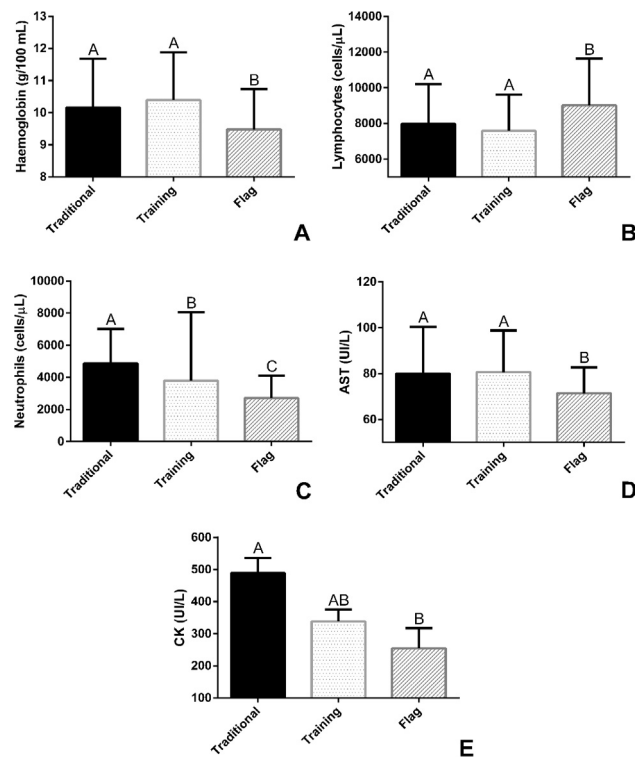 Haemoglobin (g/100 mL)
13
12
11
10
9
8
A
A
B
Traditional
Training
Flag
A
Lymphocytes (cells/μL)
14000
12000
10000
8000
6000
A
A
B
Traditional
Training
Flag
B
Neutrophils (cells/μL)
10000
8000
6000
4000
2000
0
A
B
C
Traditional
Training
Flag
C
AST (UI/L)
120
100
80
60
A
A
B
Traditional
Training
Flag
D
CK (UI/L)
600
500
400
300
200
100
A
AB
B
Traditional
Training
Flag
E